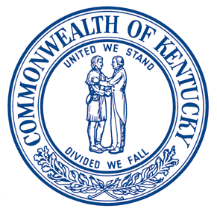 COMMONWEALTH OF KENTUCKY
UNITED WE STAND
DIVIDED WE FALL